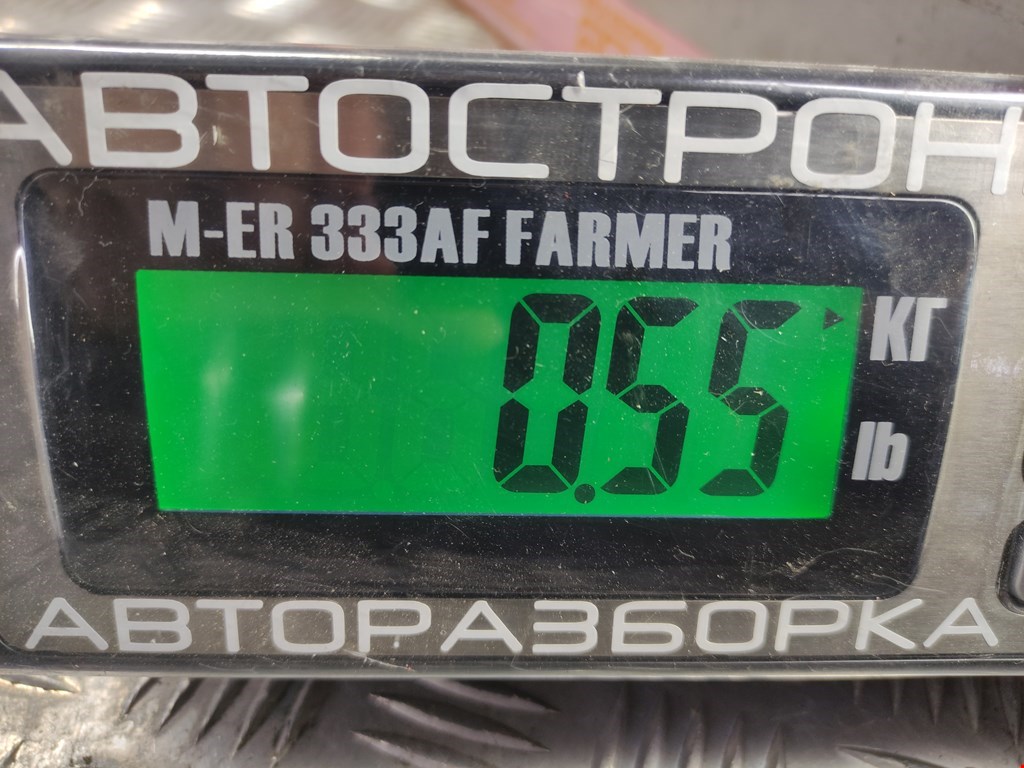 АВТОСТРОН
M-ER 333AF FARMER
0.55
КГ
lb
АВТОРАЗБОРКА